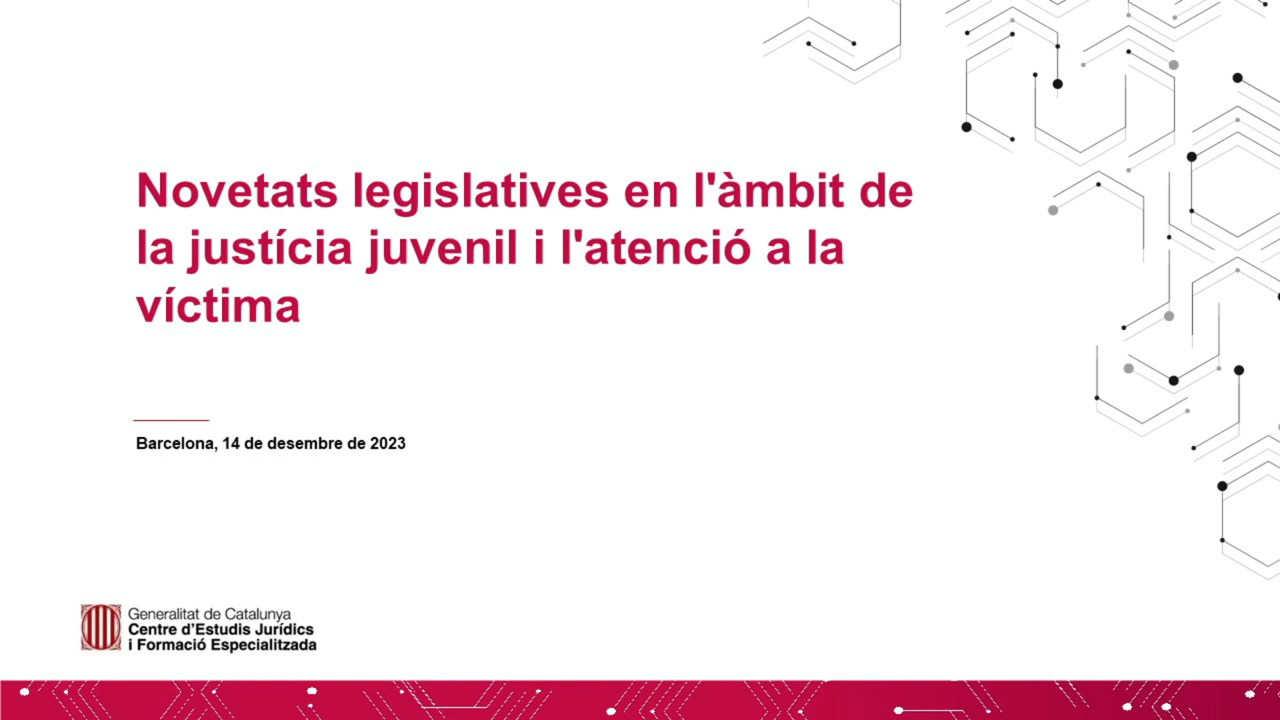 Novetats legislatives en l'àmbit de
la justícia juvenil i l'atenció a la
víctima
Barcelona, 14 de desembre de 2023
Generalitat de Catalunya
Centre d'Estudis Jurídics
i Formació Especialitzada